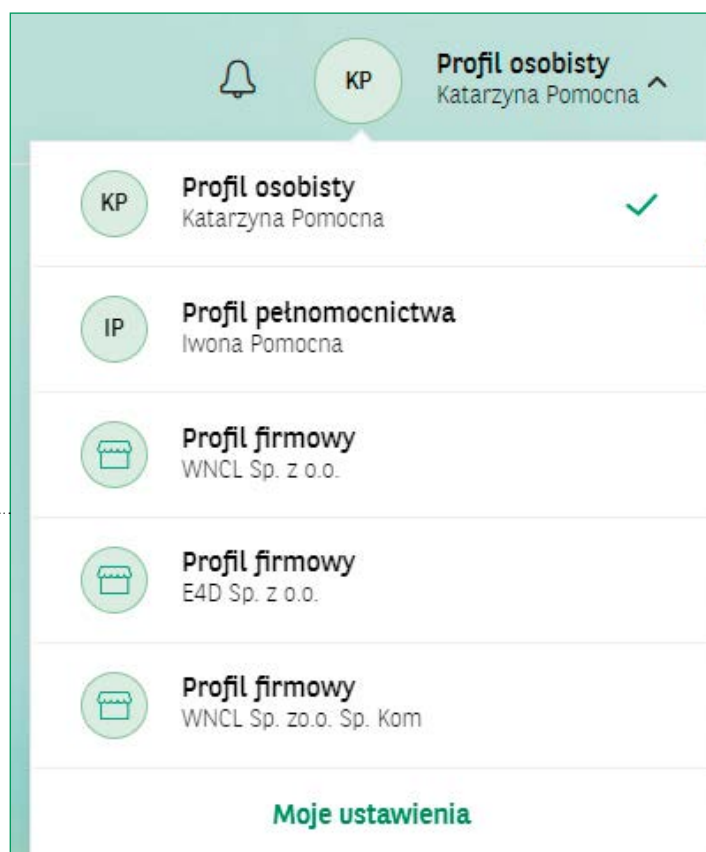 KP
Profil osobisty
Katarzyna Pomocna
KP
Profil osobisty
Katarzyna Pomocna
IP
Profil pełnomocnictwa
Iwona Pomocna
Profil firmowy
WNCL Sp. z o.o.
Profil firmowy
E4D Sp. z o.o.
Profil firmowy
WNCL Sp. zo.o. Sp. Kom
Moje ustawienia